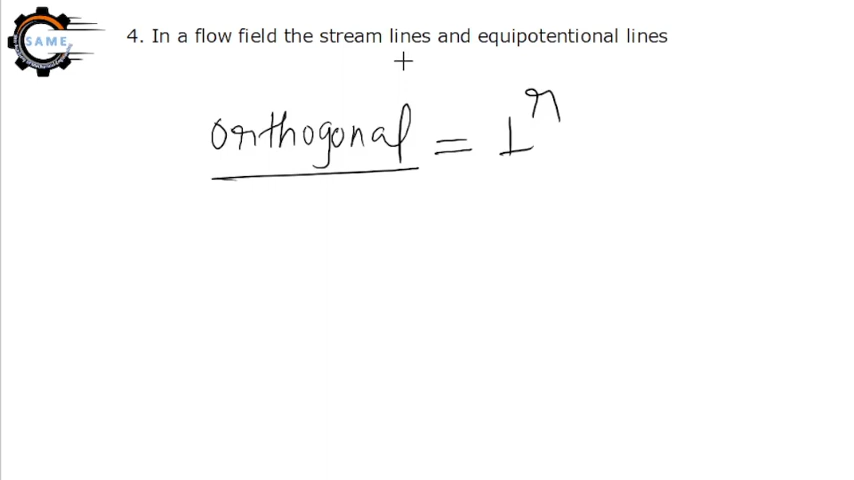 SAME
4. In a flow field the stream lines and equipotentional lines
orthogonal = ⊥r